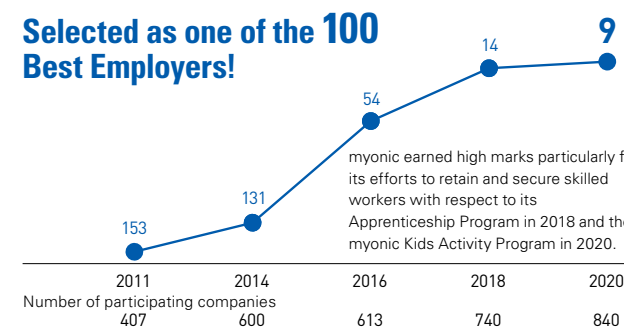 Selected as one of the 100
Best Employers!
9
14
54
131
153
myonic earned high marks particularly
its efforts to retain and secure skilled
workers with respect to its
Apprenticeship Program in 2018 and
myonic Kids Activity Program in 2020.
2011 2014 2016 2018 2020
Number of participating companies
407 600 613 740 840